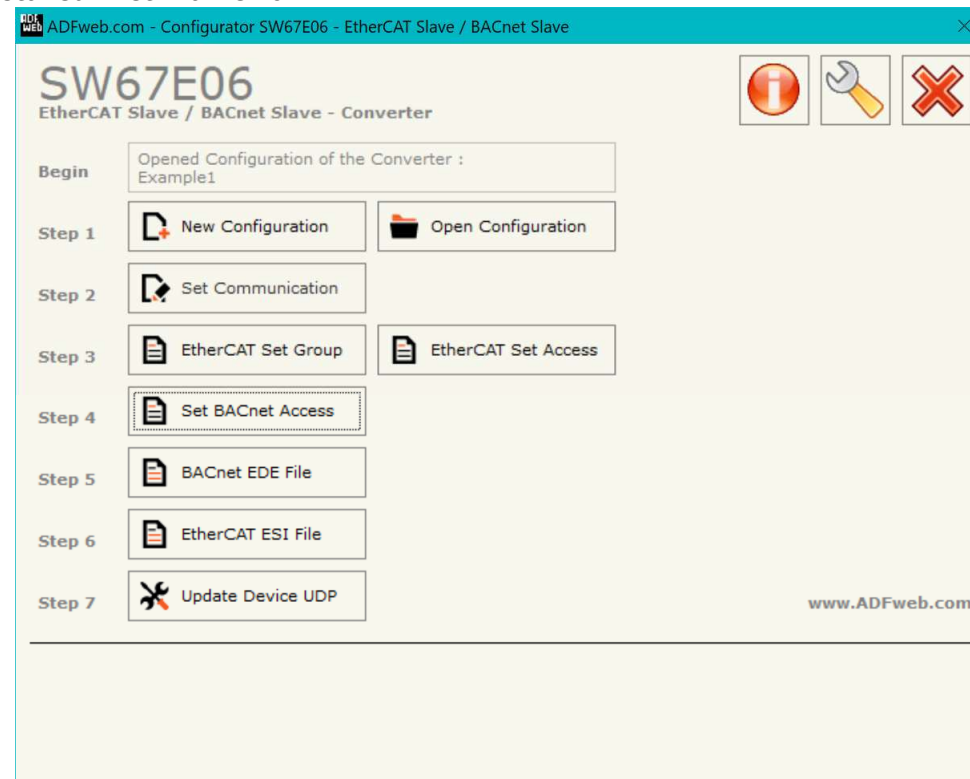 ADFweb.com - Configurator SW67E06 - EtherCAT Slave / BACnet Slave
SW67E06
EtherCAT Slave / BACnet Slave - Converter
Begin
Opened Configuration of the Converter :
Example1
Step 1
New Configuration
Open Configuration
Step 2
Set Communication
Step 3
EtherCAT Set Group
EtherCAT Set Access
Step 4
Set BACnet Access
Step 5
BACnet EDE File
Step 6
EtherCAT ESI File
Step 7
Update Device UDP
www.ADFweb.com